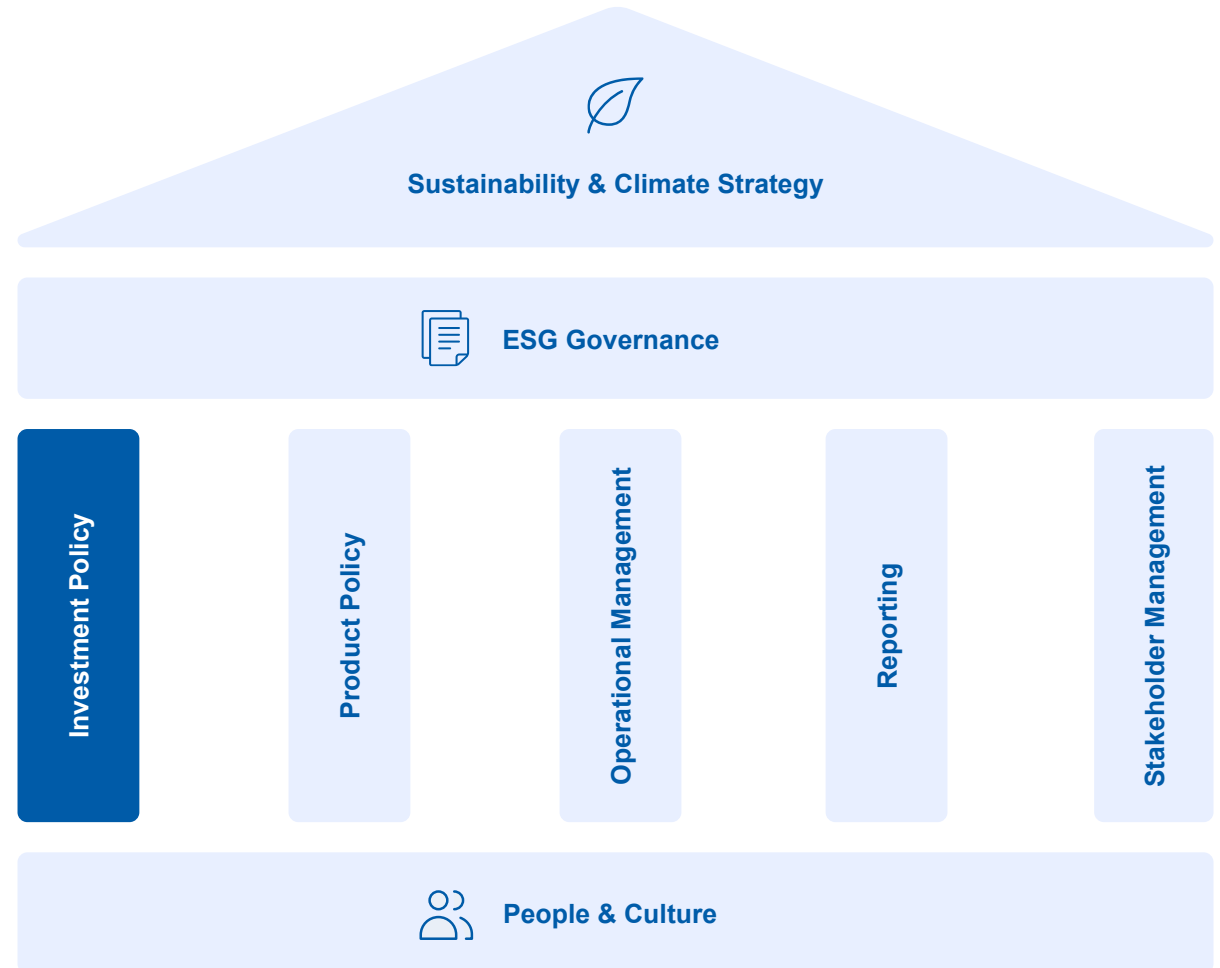 Sustainability & Climate Strategy
ESG Governance
Investment Policy
Product Policy
Operational Management
Reporting
Stakeholder Management
People & Culture